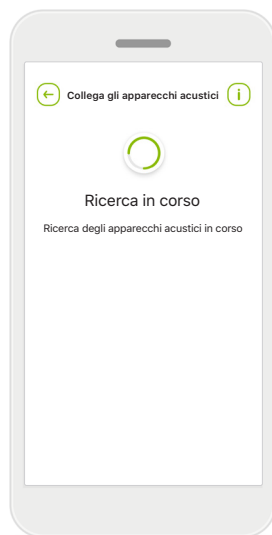 Collega gli apparecchi acustici
Ricerca in corso
Ricerca degli apparecchi acustici in corso